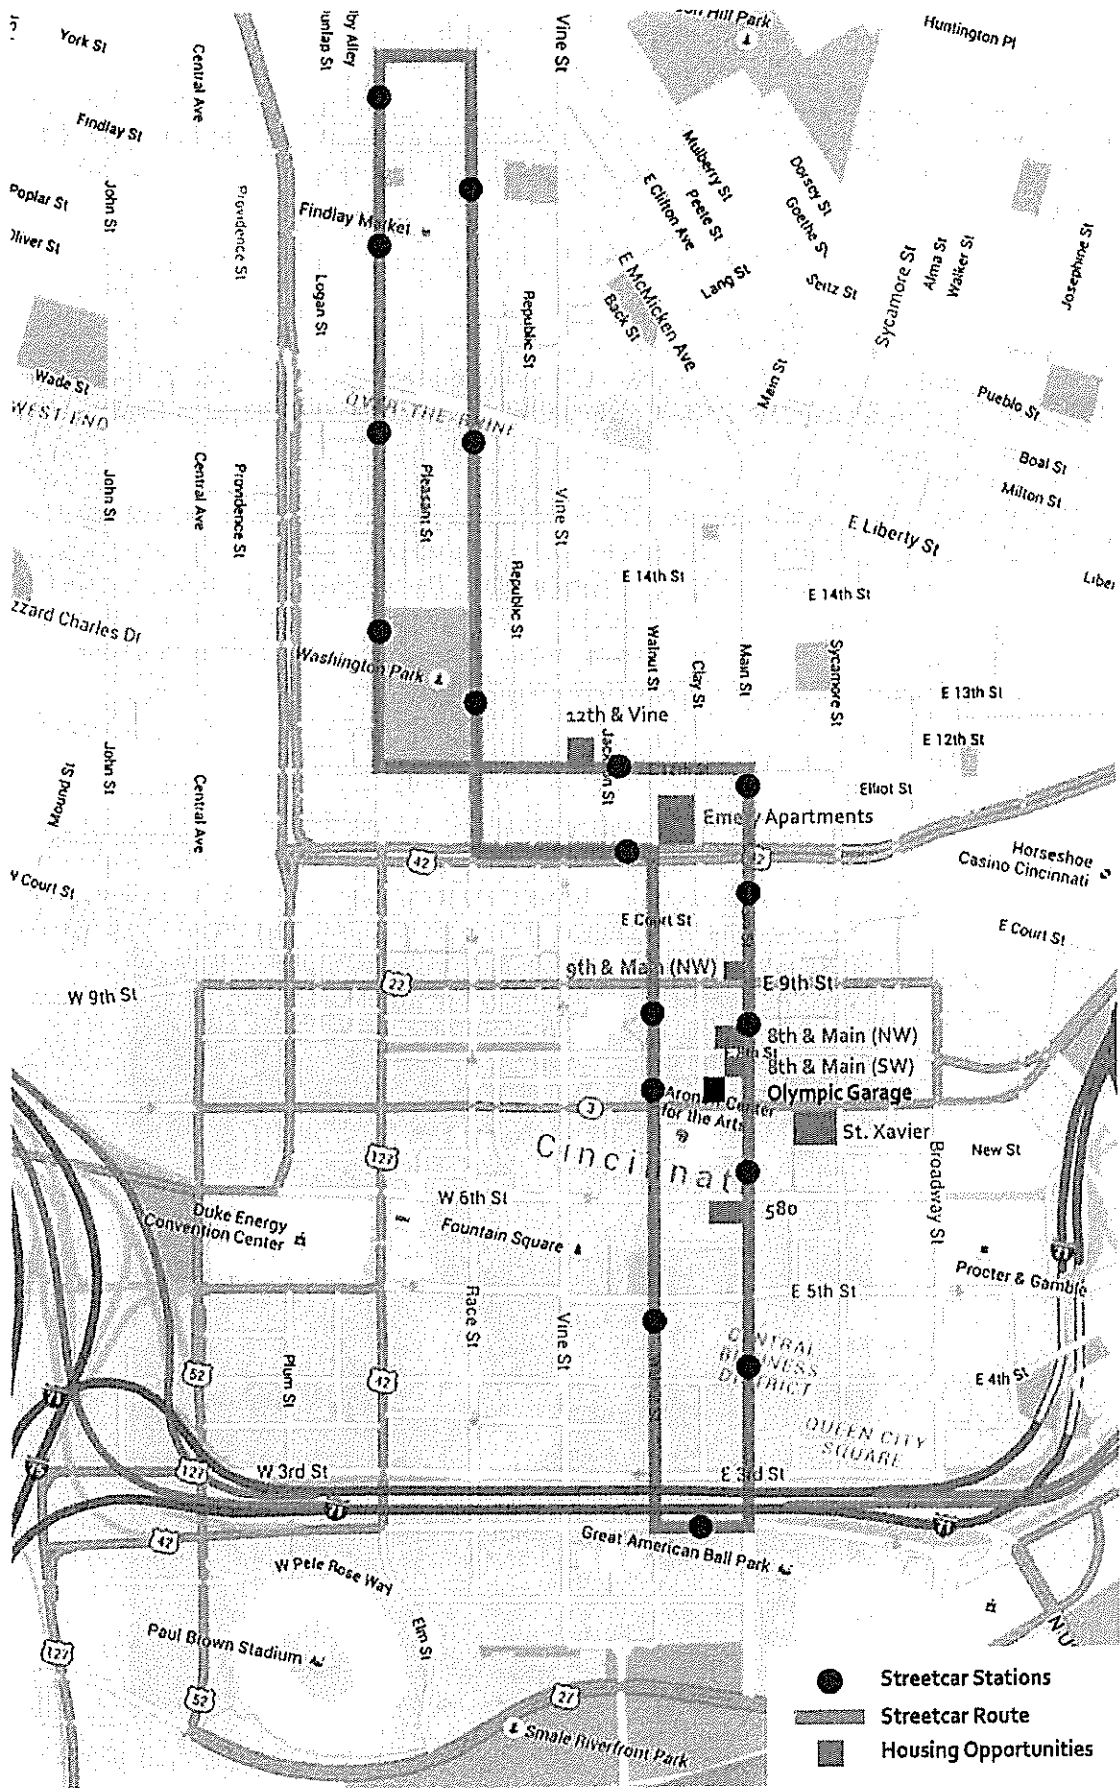 York St
Central Ave
Vine St
Hill Park
Huntington Pl
Findlay St
John St
Providence St
Mulberry St
Dorsey St
Peete St
Goethe St
E Clifton Ave
Josephine St
Findlay Market
Logan St
Republic St
E McMicken Ave
Back St
Lang St
Seitz St
Sycamore St
Alma St
Walker St
Wade St
WEST END
OVER-THE-RHINE
Main St
Pueblo St
Boal St
Milton St
John St
Central Ave
Providence St
Pleasant St
Vine St
E Liberty St
Republic St
E 14th St
E 14th St
Washington Park
Walnut St
Clay St
Main St
Sycamore St
E 13th St
12th & Vine
E 12th St
Jackson St
Mound St
John St
Central Ave
Elliot St
Emery Apartments
42
Horseshoe
Casino Cincinnati
E Court St
E Court St
9th & Main (NW)
W 9th St
22
E 9th St
8th & Main (NW)
E 8th St
8th & Main (SW)
Olympic Garage
3
Aronoff Center
for the Arts
St. Xavier
Cincinnati
127
New St
Broadway St
W 6th St
580
Duke Energy
Convention Center
Fountain Square
Procter & Gamble
71
E 5th St
Race St
Vine St
CENTRAL
BUSINESS
DISTRICT
52
Plum St
42
E 4th St
QUEEN CITY
SQUARE
127
W 3rd St
E 3rd St
42
Great American Ball Park
W Pete Rose Way
Paul Brown Stadium
Elm St
127
52
27
Smale Riverfront Park
Streetcar Stations
Streetcar Route
Housing Opportunities